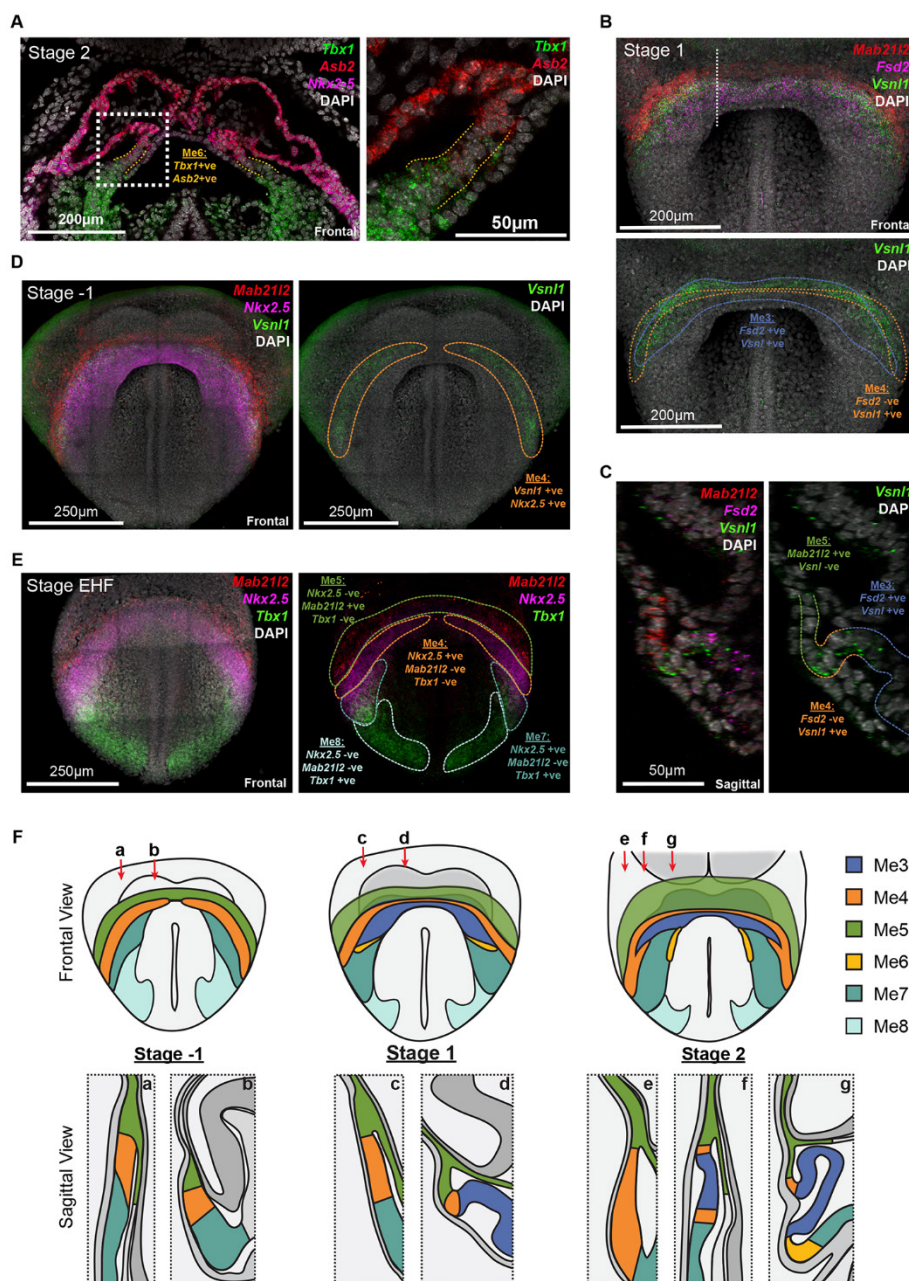 A
Stage 2
Tbx1
Asb2
Nkx2-5
DAPI
Me6:
Tbx1+ve
Asb2+ve
200µm
Frontal
Tbx1
Asb2
DAPI
50µm
B
Stage 1
Mab21l2
Fsd2
Vsnl1
DAPI
200µm
Frontal
Vsnl1
DAPI
Me3:
Fsd2 +ve
Vsnl +ve
Me4:
Fsd2 -ve
Vsnl1 +ve
200µm
D
Stage -1
Mab21l2
Nkx2.5
Vsnl1
DAPI
250µm
Frontal
Vsnl1
DAPI
Me4:
Vsnl1 +ve
Nkx2.5 +ve
250µm
C
Mab21l2
Fsd2
Vsnl1
DAPI
50µm
Sagittal
Vsnl1
DAPI
Me5:
Mab21l2 +ve
Vsnl -ve
Me3:
Fsd2 +ve
Vsnl +ve
Me4:
Fsd2 -ve
Vsnl1 +ve
E
Stage EHF
Mab21l2
Nkx2.5
Tbx1
DAPI
250µm
Frontal
Me5:
Nkx2.5 -ve
Mab21l2 +ve
Tbx1 -ve
Mab21l2
Nkx2.5
Tbx1
Me4:
Nkx2.5 +ve
Mab21l2 -ve
Tbx1 -ve
Me8:
Nkx2.5 -ve
Mab21l2 -ve
Tbx1 +ve
Me7:
Nkx2.5 +ve
Mab21l2 -ve
Tbx1 +ve
F
Frontal View
a b
c d
e f g
Me3
Me4
Me5
Me6
Me7
Me8
Stage -1
Stage 1
Stage 2
Sagittal View
a
b
c
d
e
f
g